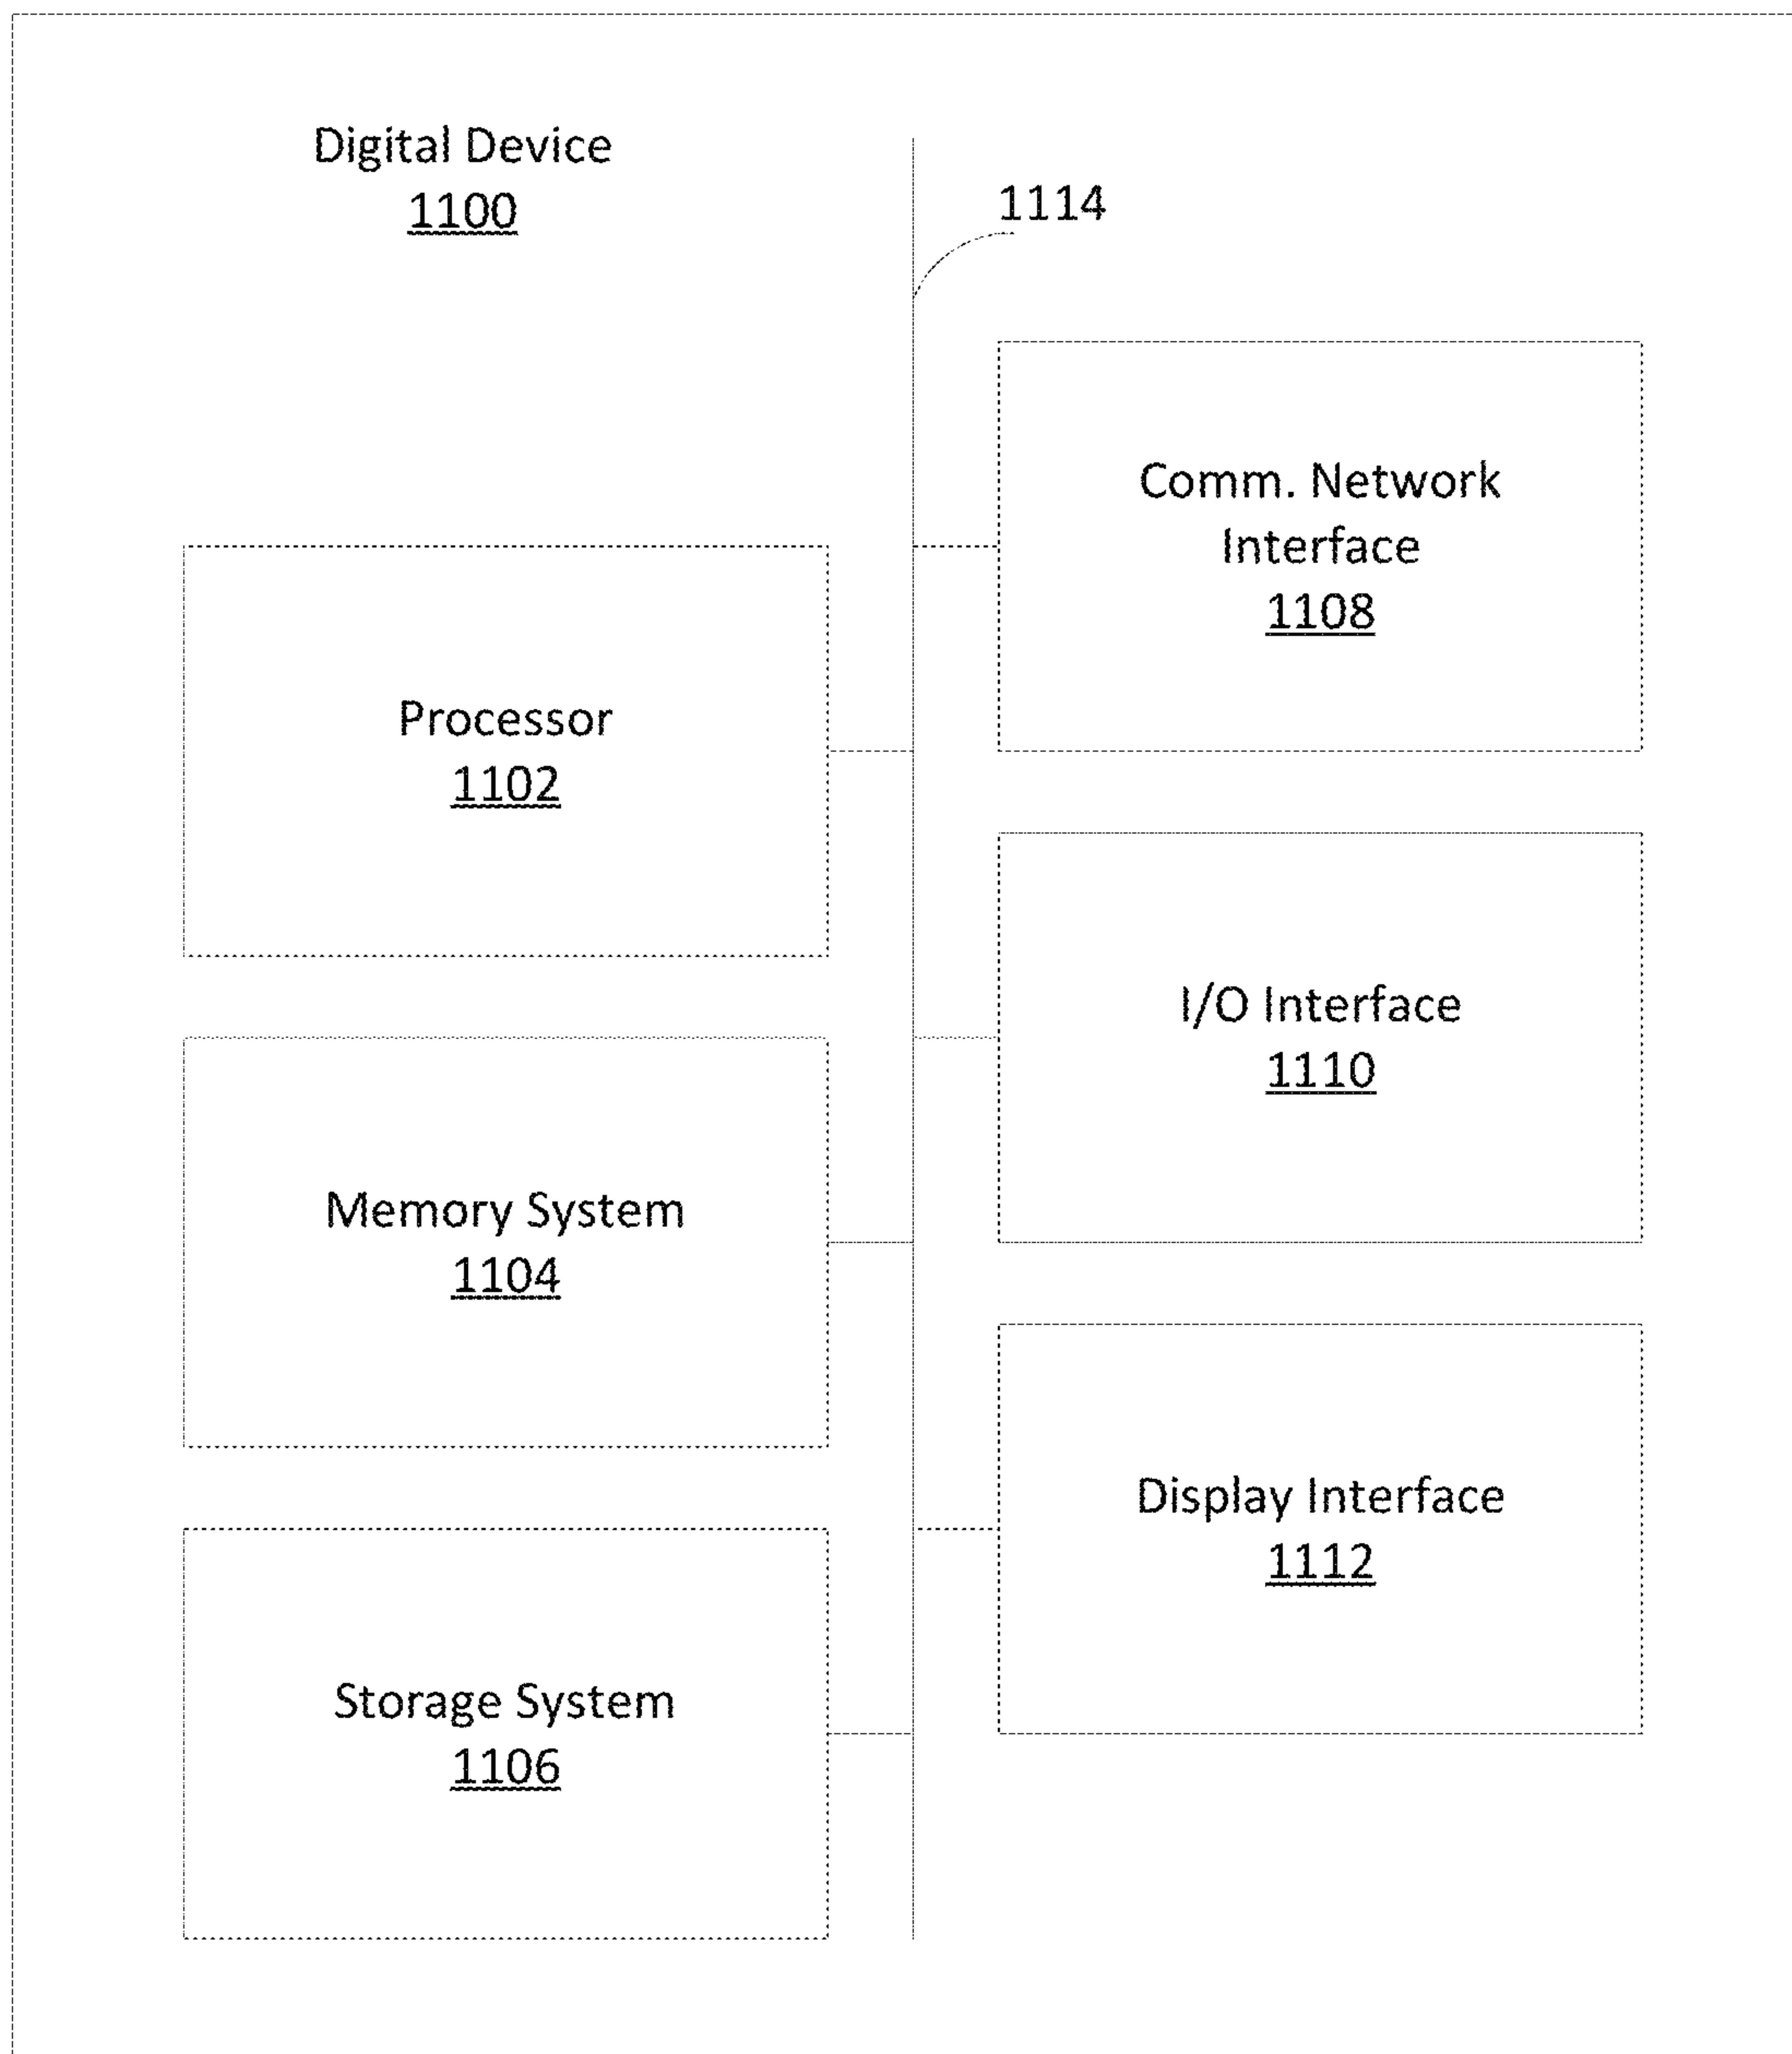 Digital Device
1100
1114
Comm. Network
Interface
1108
Processor
1102
I/O Interface
1110
Memory System
1104
Display Interface
1112
Storage System
1106